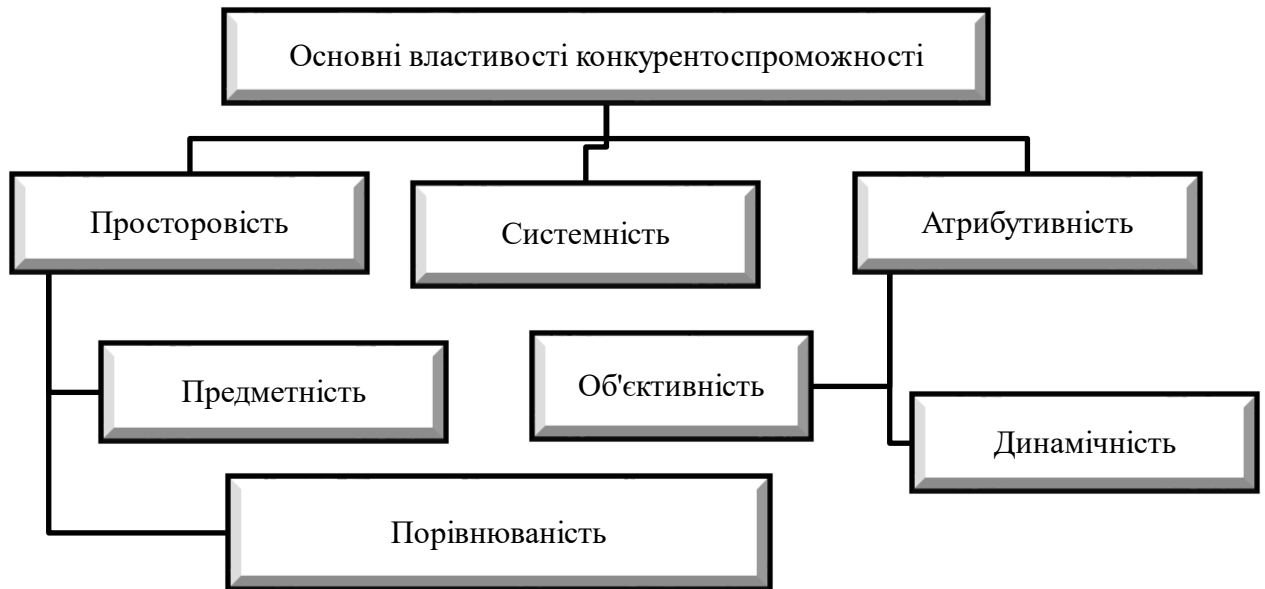 Основні властивості конкурентоспроможності
Просторовість
Системність
Атрибутивність
Предметність
Об'єктивність
Динамічність
Порівнюваність